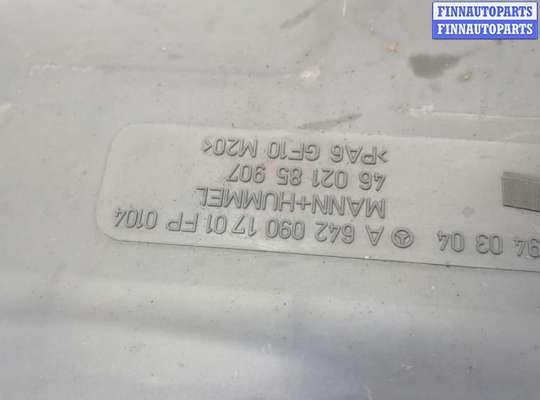 FINNAUTOPARTS
FINNAUTOPARTS
94 03 04 A 642 090 17 01 FP 0104
MANN+HUMMEL
46 021 85 907
>PA6 GF10 M20<